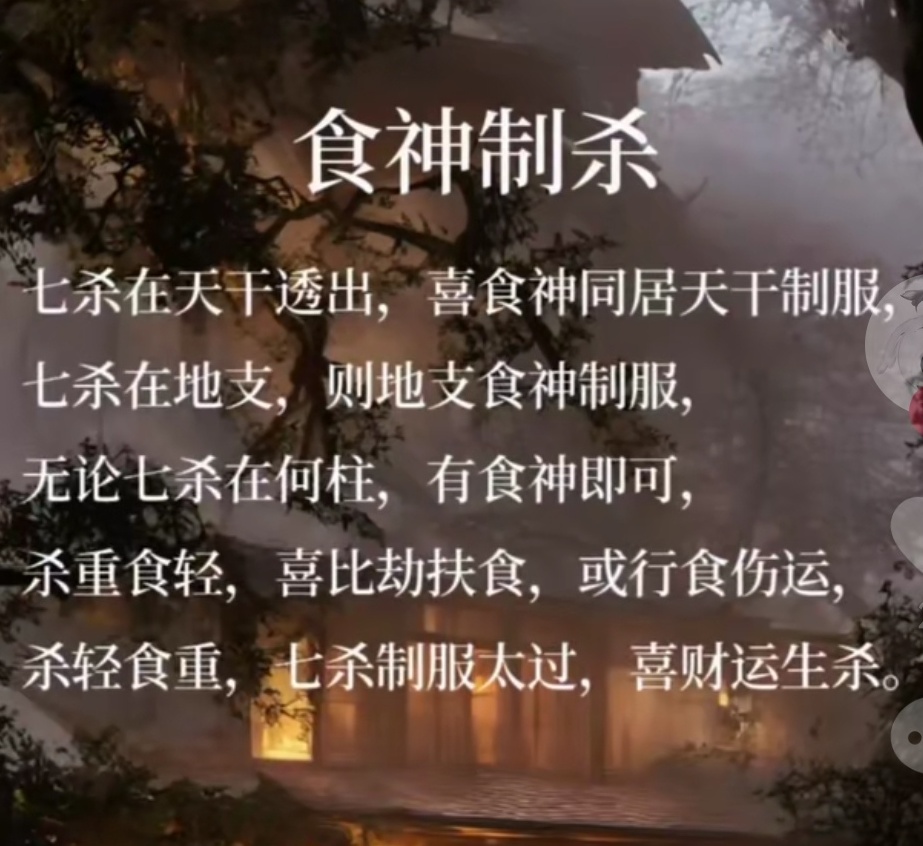 食神制杀
七杀在天干透出，喜食神同居天干制服，
七杀在地支，则地支食神制服，
无论七杀在何柱，有食神即可，
杀重食轻，喜比劫扶食，或行食伤运，
杀轻食重，七杀制服太过，喜财运生杀。